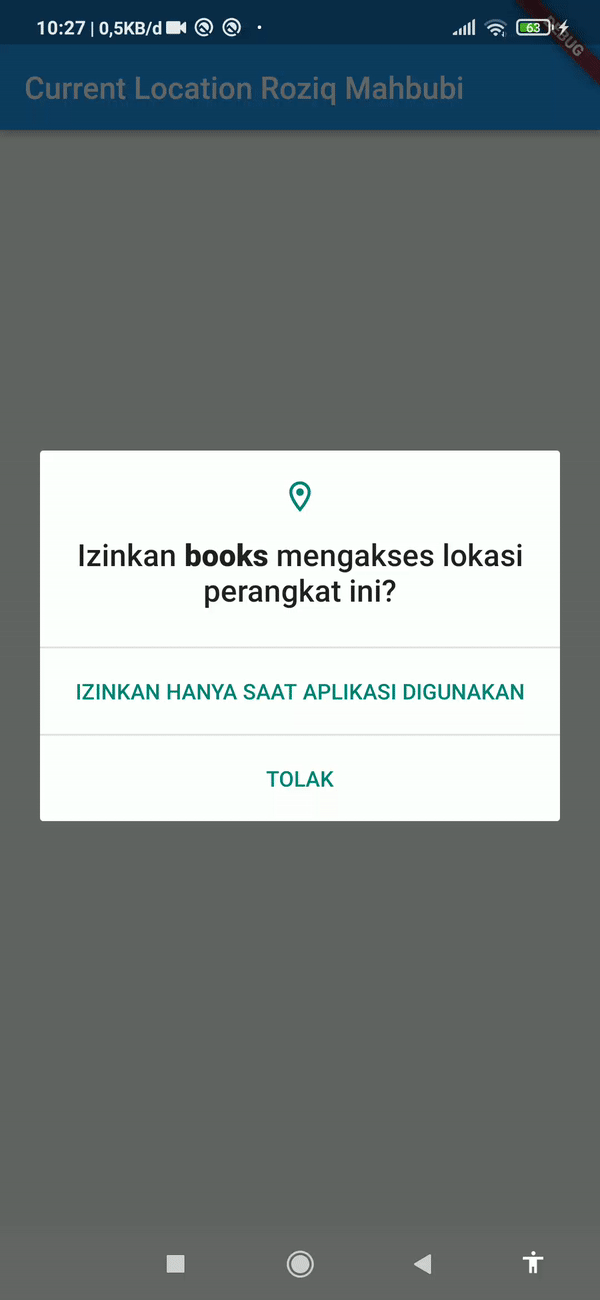 10:27 | 0,5KB/d
63
DEBUG
Current Location Roziq Mahbubi
Izinkan books mengakses lokasi
perangkat ini?
IZINKAN HANYA SAAT APLIKASI DIGUNAKAN
TOLAK